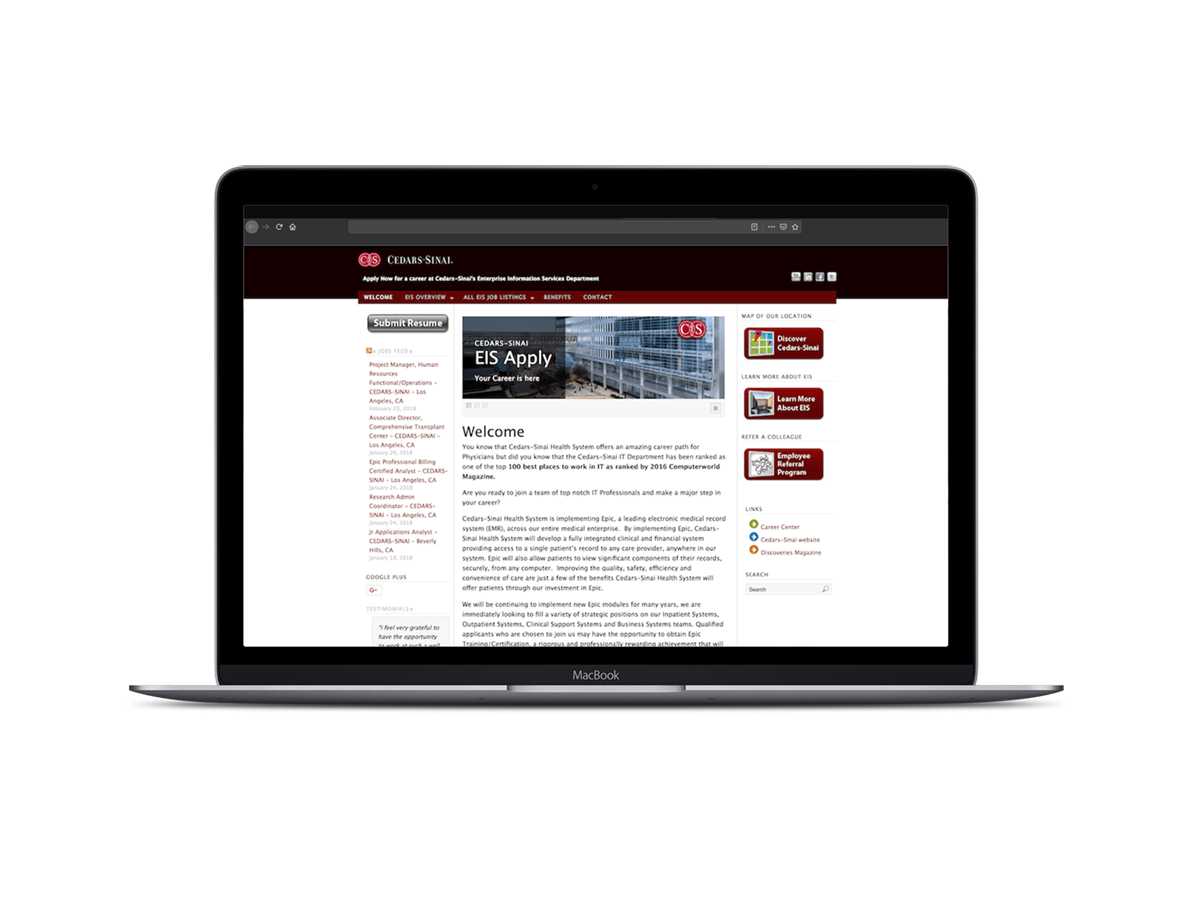 CS CEDARS-SINAI.
Apply Now for a career at Cedars-Sinai's Enterprise Information Services Department
WELCOME EIS OVERVIEW ALL EIS JOB LISTINGS BENEFITS CONTACT
Submit Resume
JOBS FEED
Project Manager, Human
Resources
Functional/Operations –
CEDARS-SINAI – Los
Angeles, CA
February 20, 2018
Associate Director,
Comprehensive Transplant
Center – CEDARS-SINAI –
Los Angeles, CA
January 26, 2018
Epic Professional Billing
Certified Analyst – CEDARS-
SINAI – Los Angeles, CA
January 24, 2018
Research Admin
Coordinator – CEDARS-
SINAI – Los Angeles, CA
January 24, 2018
Jr Applications Analyst –
CEDARS-SINAI – Beverly
Hills, CA
January 18, 2018
GOOGLE PLUS
G+
TESTIMONIALS
"I feel very grateful to
have the opportunity
to work at such a well
CEDARS-SINAI
EIS Apply
Your Career is here
CS
Welcome
You know that Cedars-Sinai Health System offers an amazing career path for
Physicians but did you know that the Cedars-Sinai IT Department has been ranked as
one of the top 100 best places to work in IT as ranked by 2016 Computerworld
Magazine.
Are you ready to join a team of top notch IT Professionals and make a major step in
your career?
Cedars-Sinai Health System is implementing Epic, a leading electronic medical record
system (EMR), across our entire medical enterprise. By implementing Epic, Cedars-
Sinai Health System will develop a fully integrated clinical and financial system
providing access to a single patient's record to any care provider, anywhere in our
system. Epic will also allow patients to view significant components of their records,
securely, from any computer. Improving the quality, safety, efficiency and
convenience of care are just a few of the benefits Cedars-Sinai Health System will
offer patients through our investment in Epic.
We will be continuing to implement new Epic modules for many years, we are
immediately looking to fill a variety of strategic positions on our Inpatient Systems,
Outpatient Systems, Clinical Support Systems and Business Systems teams. Qualified
applicants who are chosen to join us may have the opportunity to obtain Epic
Training/Certification, a rigorous and professionally rewarding achievement that will
MAP OF OUR LOCATION
Discover
Cedars-Sinai
LEARN MORE ABOUT EIS
Learn More
About EIS
REFER A COLLEAGUE
Employee
Referral
Program
LINKS
Career Center
Cedars-Sinai website
Discoveries Magazine
SEARCH
Search
MacBook